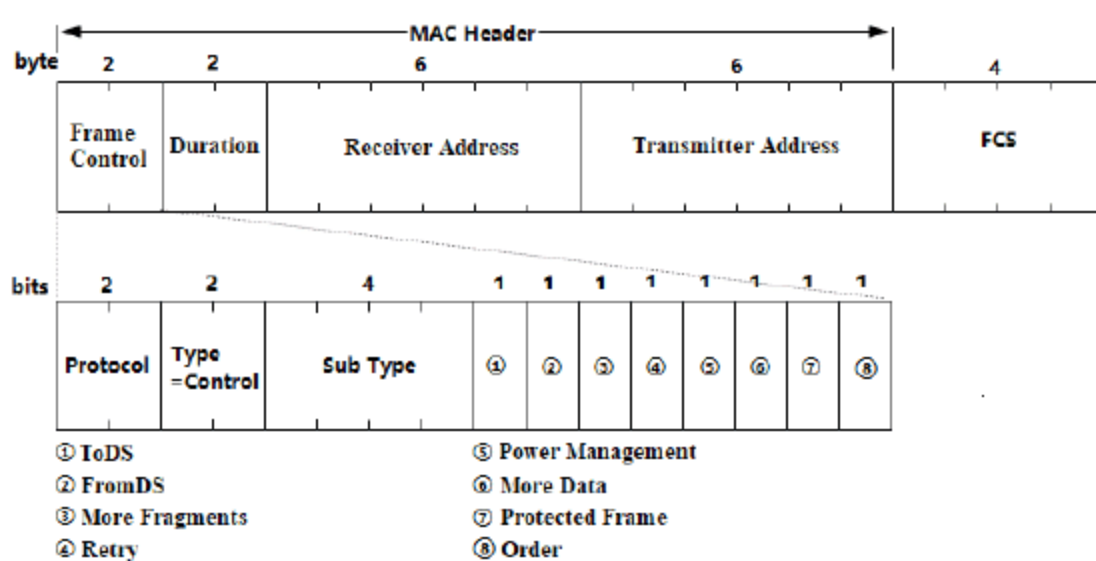 MAC Header
byte 2 2 6 6 4
Frame Control Duration Receiver Address Transmitter Address FCS
bits 2 2 4 1 1 1 1 1 1 1 1
Protocol Type =Control Sub Type ① ② ③ ④ ⑤ ⑥ ⑦ ⑧
① ToDS
② FromDS
③ More Fragments
④ Retry
⑤ Power Management
⑥ More Data
⑦ Protected Frame
⑧ Order